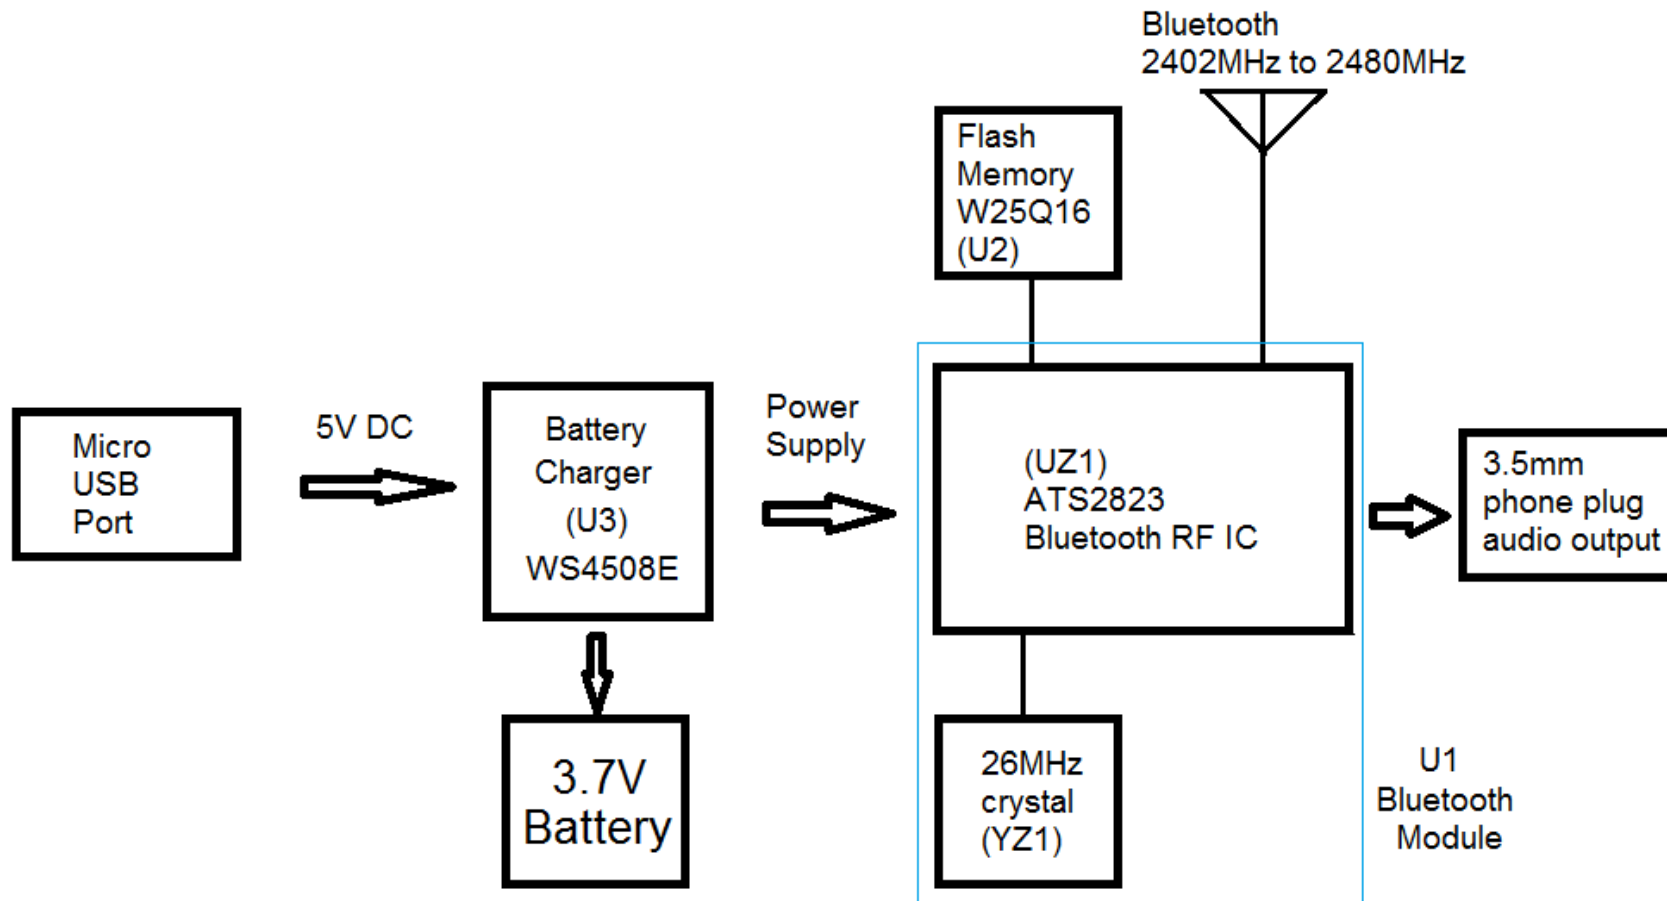 Bluetooth
2402MHz to 2480MHz
Flash
Memory
W25Q16
(U2)
Micro
USB
Port
5V DC
Battery
Charger
(U3)
WS4508E
Power
Supply
(UZ1)
ATS2823
Bluetooth RF IC
3.5mm
phone plug
audio output
3.7V
Battery
26MHz
crystal
(YZ1)
U1
Bluetooth
Module